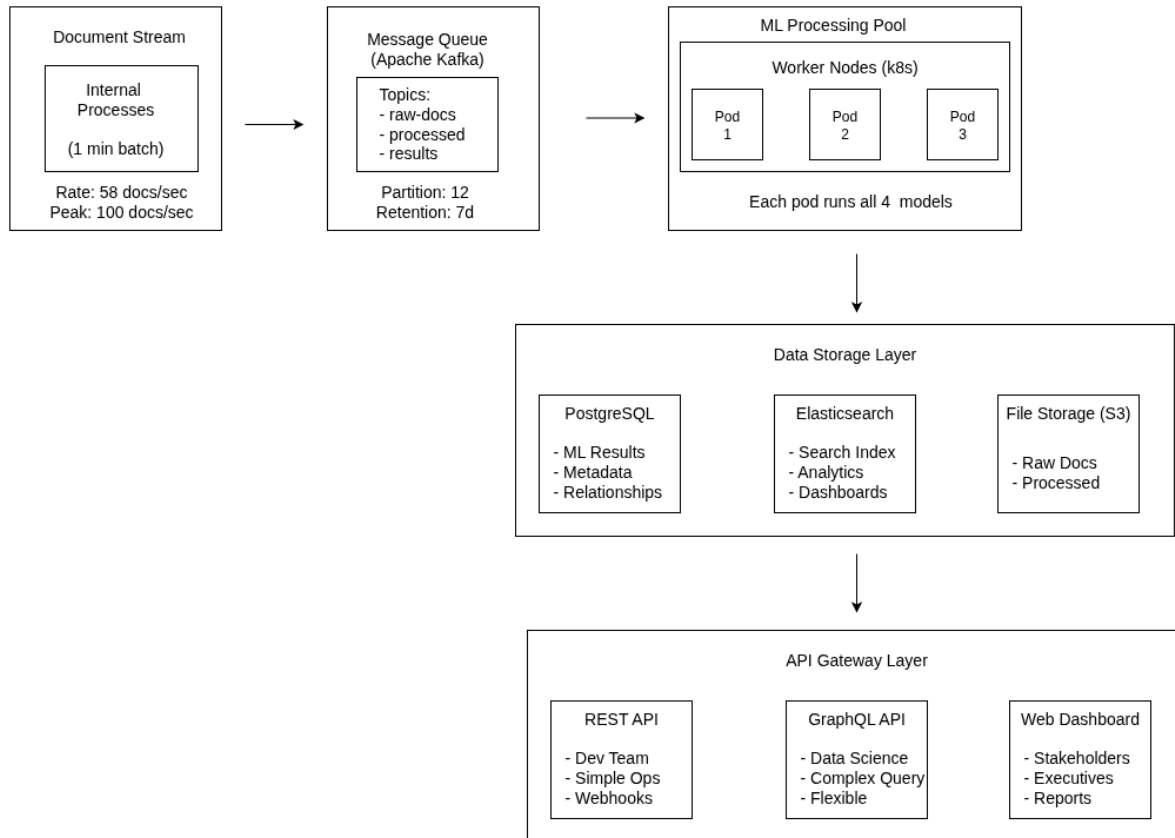 Document Stream
Internal
Processes
(1 min batch)
Rate: 58 docs/sec
Peak: 100 docs/sec
Message Queue
(Apache Kafka)
Topics:
- raw-docs
- processed
- results
Partition: 12
Retention: 7d
ML Processing Pool
Worker Nodes (k8s)
Pod
1
Pod
2
Pod
3
Each pod runs all 4 models
Data Storage Layer
PostgreSQL
- ML Results
- Metadata
- Relationships
Elasticsearch
- Search Index
- Analytics
- Dashboards
File Storage (S3)
- Raw Docs
- Processed
API Gateway Layer
REST API
- Dev Team
- Simple Ops
- Webhooks
GraphQL API
- Data Science
- Complex Query
- Flexible
Web Dashboard
- Stakeholders
- Executives
- Reports